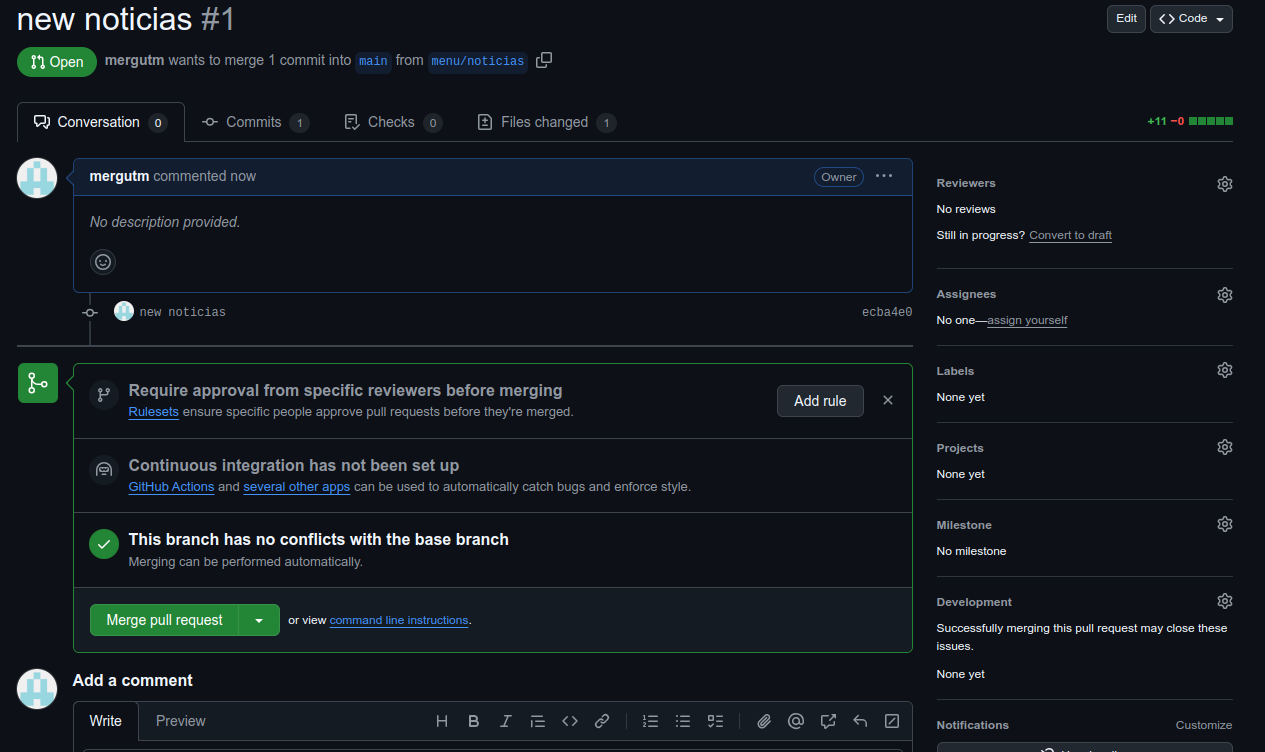 new noticias #1
Edit
Code
Open
mergutm wants to merge 1 commit into main from menu/noticias
Conversation 0
Commits 1
Checks 0
Files changed 1
+11 −0
mergutm commented now
Owner
No description provided.
new noticias
ecba4e0
Require approval from specific reviewers before merging
Rulesets ensure specific people approve pull requests before they're merged.
Add rule
Continuous integration has not been set up
GitHub Actions and several other apps can be used to automatically catch bugs and enforce style.
This branch has no conflicts with the base branch
Merging can be performed automatically.
Merge pull request
or view command line instructions.
Add a comment
Write
Preview
Reviewers
No reviews
Still in progress? Convert to draft
Assignees
No one—assign yourself
Labels
None yet
Projects
None yet
Milestone
No milestone
Development
Successfully merging this pull request may close these
issues.
None yet
Notifications
Customize